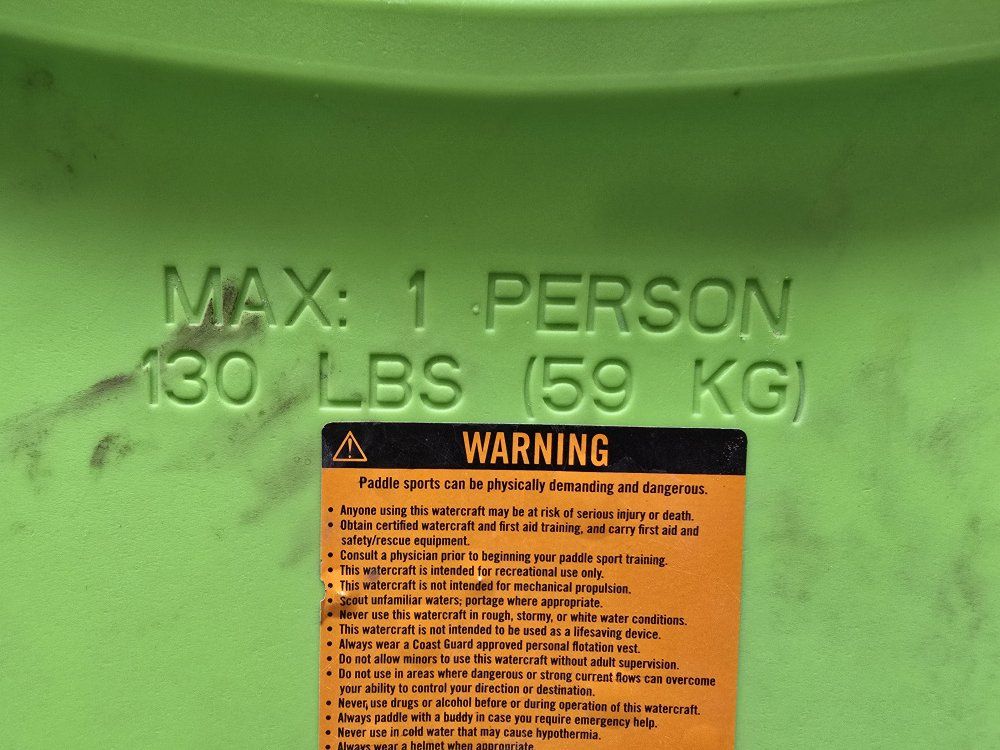 MAX: 1 PERSON
130 LBS (59 KG)
WARNING
Paddle sports can be physically demanding and dangerous.
• Anyone using this watercraft may be at risk of serious injury or death.
• Obtain certified watercraft and first aid training, and carry first aid and
safety/rescue equipment.
• Consult a physician prior to beginning your paddle sport training.
• This watercraft is intended for recreational use only.
• This watercraft is not intended for mechanical propulsion.
• Scout unfamiliar waters; portage where appropriate.
• Never use this watercraft in rough, stormy, or white water conditions.
• This watercraft is not intended to be used as a lifesaving device.
• Always wear a Coast Guard approved personal flotation vest.
• Do not allow minors to use this watercraft without adult supervision.
• Do not use in areas where dangerous or strong current flows can overcome
your ability to control your direction or destination.
• Never use drugs or alcohol before or during operation of this watercraft.
• Always paddle with a buddy in case you require emergency help.
• Never use in cold water that may cause hypothermia.
• Always wear a helmet when appropriate.